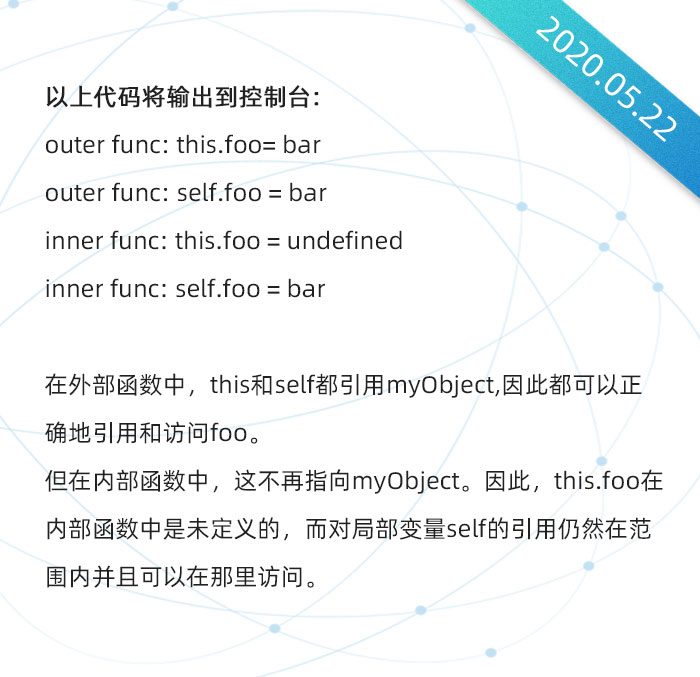 2020.05.22
以上代码将输出到控制台：
outer func: this.foo= bar
outer func: self.foo = bar
inner func: this.foo = undefined
inner func: self.foo = bar
在外部函数中，this和self都引用myObject,因此都可以正
确地引用和访问foo。
但在内部函数中，这不再指向myObject。因此，this.foo在
内部函数中是未定义的，而对局部变量self的引用仍然在范
围内并且可以在那里访问。